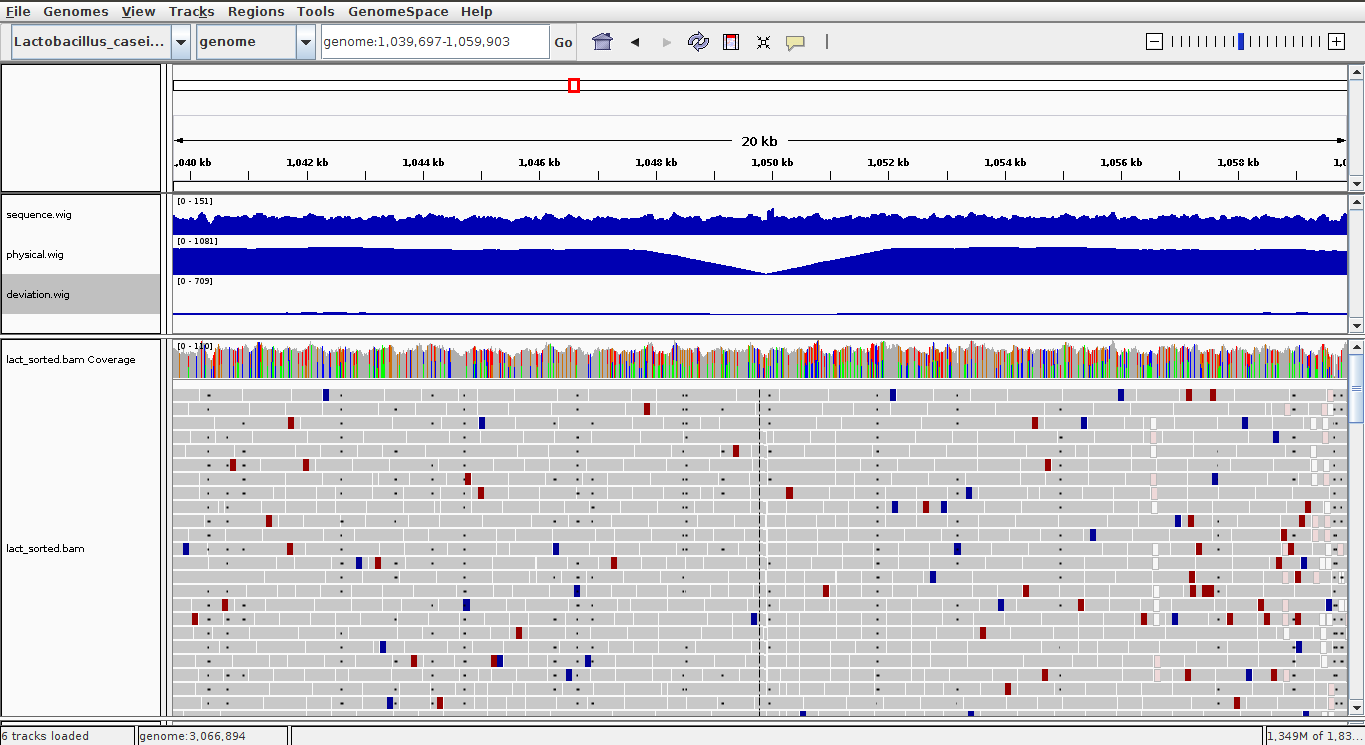 File Genomes View Tracks Regions Tools GenomeSpace Help
Lactobacillus_casei... genome genome:1,039,697-1,059,903 Go
20 kb
,040 kb 1,042 kb 1,044 kb 1,046 kb 1,048 kb 1,050 kb 1,052 kb 1,054 kb 1,056 kb 1,058 kb 1,0
sequence.wig [0 - 151]
physical.wig [0 - 1081]
deviation.wig [0 - 709]
lact_sorted.bam Coverage [0 - 110]
lact_sorted.bam
6 tracks loaded genome:3,066,894 1,349M of 1,83...